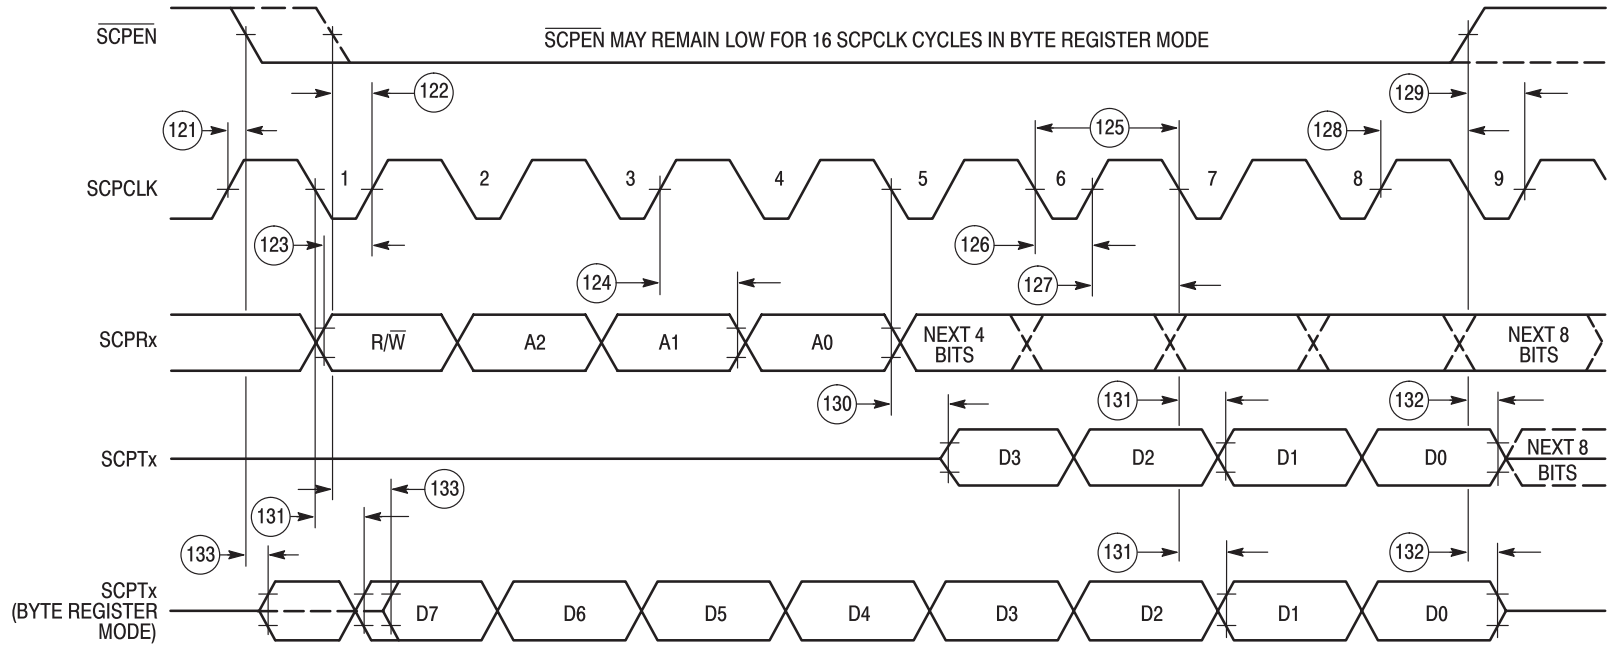 SCPEN
SCPEN MAY REMAIN LOW FOR 16 SCPCLK CYCLES IN BYTE REGISTER MODE
122
129
121
125
128
SCPCLK
1
2
3
4
5
6
7
8
9
123
126
124
127
SCPRx
R/W
A2
A1
A0
NEXT 4
BITS
NEXT 8
BITS
130
131
132
SCPTx
D3
D2
D1
D0
NEXT 8
BITS
133
131
133
131
132
SCPTx
(BYTE REGISTER
MODE)
D7
D6
D5
D4
D3
D2
D1
D0